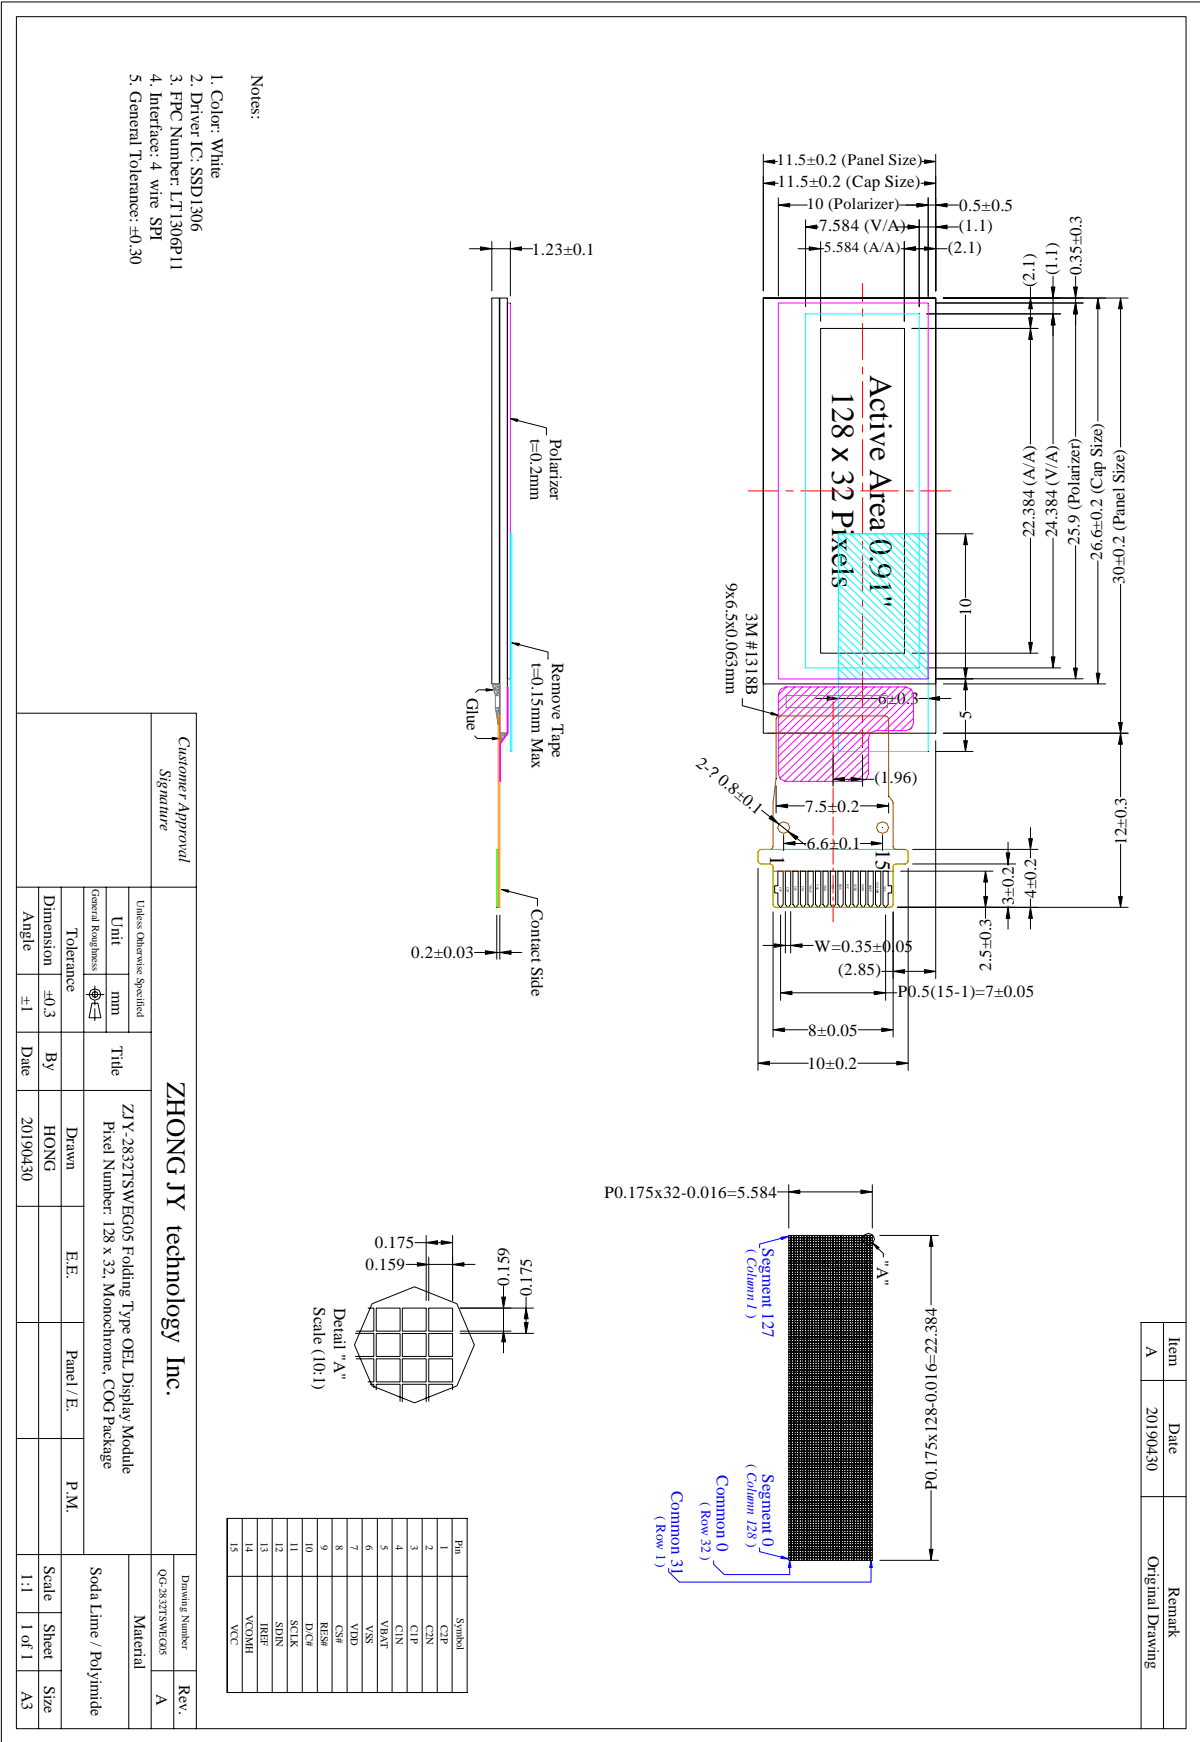 Item Date Remark
A 20190430 Original Drawing
30±0.2 (Panel Size)
26.6±0.2 (Cap Size)
25.9 (Polarizer)
24.384 (V/A)
22.384 (A/A)
0.35±0.3
(1.1)
(2.1)
11.5±0.2 (Panel Size)
11.5±0.2 (Cap Size)
10 (Polarizer)
7.584 (V/A)
5.584 (A/A)
0.5±0.5
(1.1)
(2.1)
Active Area 0.91"
128 x 32 Pixels
10
5
6±0.3
12±0.3
4±0.2
3±0.2
2.5±0.3
3M #1318B
9x6.5x0.063mm
(1.96)
7.5±0.2
2-? 0.8±0.1
6.6±0.1
1
15
W=0.35±0.05
(2.85)
P0.5(15-1)=7±0.05
8±0.05
10±0.2
P0.175x128-0.016=22.384
P0.175x32-0.016=5.584
"A"
Segment 127
( Column 1 )
Segment 0
( Column 128 )
Common 0
( Row 32 )
Common 31
( Row 1 )
1.23±0.1
Polarizer
t=0.2mm
Remove Tape
t=0.15mm Max
Glue
Contact Side
0.2±0.03
0.175
0.159
0.175
0.159
Detail "A"
Scale (10:1)
Pin Symbol
1 C2P
2 C2N
3 C1P
4 C1N
5 VBAT
6 VSS
7 VDD
8 CS#
9 RES#
10 D/C#
11 SCLK
12 SDIN
13 IREF
14 VCOMH
15 VCC
Notes:
1. Color: White
2. Driver IC: SSD1306
3. FPC Number: LT1306P11
4. Interface: 4 wire SPI
5. General Tolerance: ±0.30
Customer Approval
Signature
ZHONG JY technology Inc.
Drawing Number Rev.
QG-2832TSWEG05 A
Unless Otherwise Specified
Unit mm
General Roughness
Tolerance
Dimension ±0.3
Angle ±1
Title
ZJY-2832TSWEG05 Folding Type OEL Display Module
Pixel Number: 128 x 32, Monochrome, COG Package
Material
Soda Lime / Polyimide
Drawn E.E. Panel / E. P.M.
By HONG
Date 20190430
Scale Sheet Size
1:1 1 of 1 A3